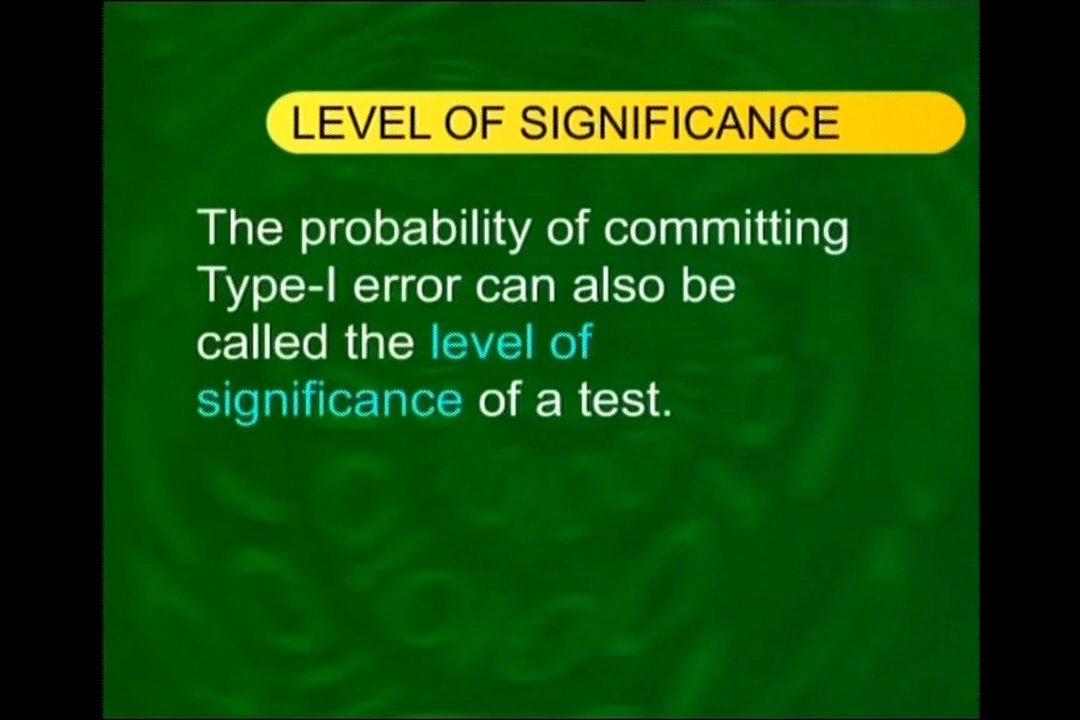 LEVEL OF SIGNIFICANCE
The probability of committing
Type-I error can also be
called the level of
significance of a test.